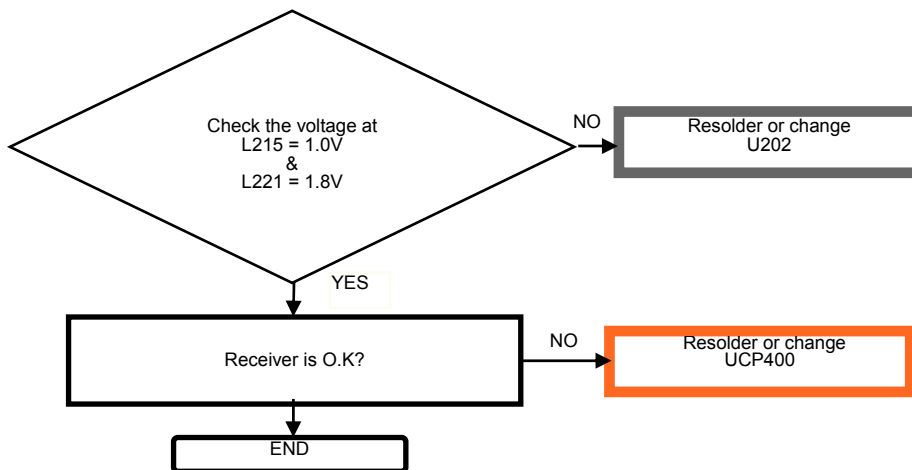 Check the voltage at
L215 = 1.0V
&
L221 = 1.8V
NO
Resolder or change
U202
YES
Receiver is O.K?
NO
Resolder or change
UCP400
END